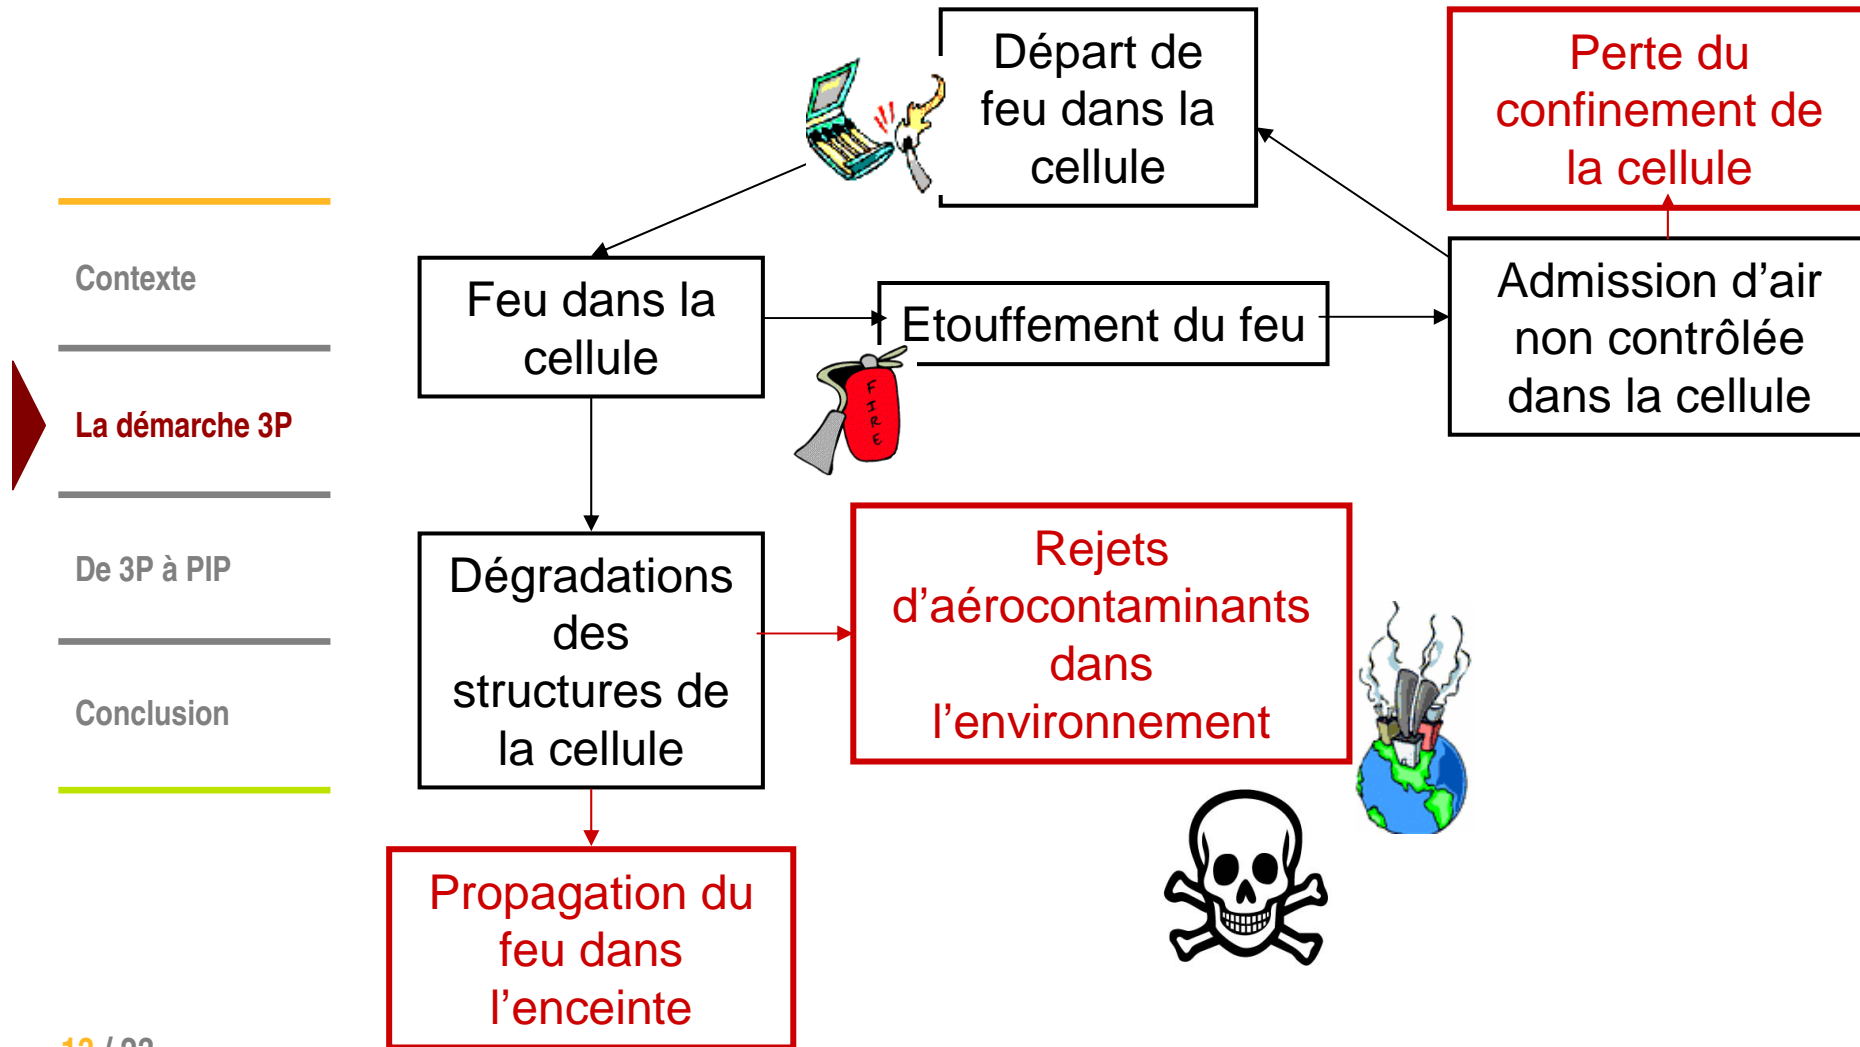 Contexte
La démarche 3P
De 3P à PIP
Conclusion
Départ de
feu dans la
cellule
Perte du
confinement de
la cellule
Feu dans la
cellule
Etouffement du feu
Admission d'air
non contrôlée
dans la cellule
FIRE
Dégradations
des
structures de
la cellule
Rejets
d'aérocontaminants
dans
l'environnement
Propagation du
feu dans
l'enceinte